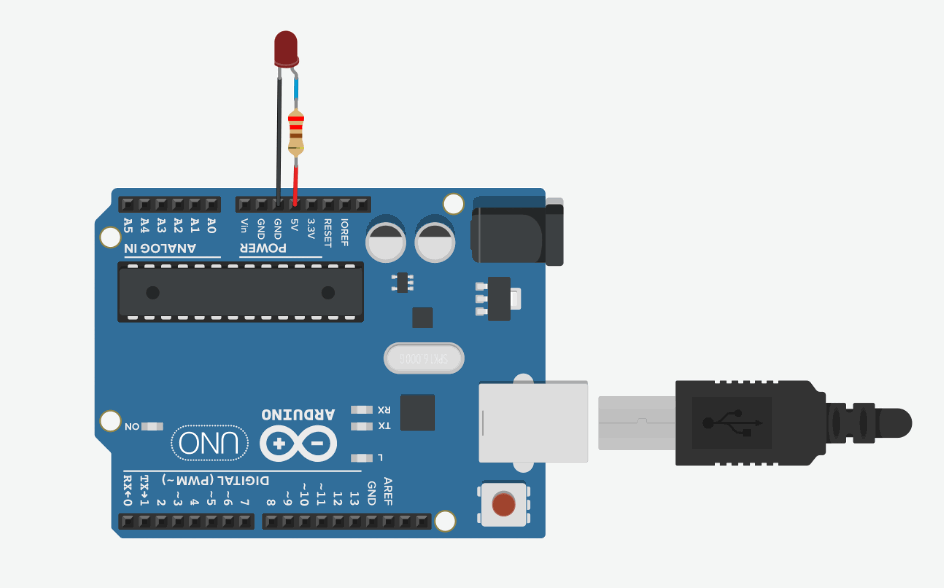 Vin
GND
GND
5V
3.3V
RESET
IOREF
A5
A4
A3
A2
A1
A0
ANALOG IN
POWER
ON
UNO
ARDUINO
RX
TX
L
DIGITAL (PWM~)
RX←0
TX→1
2
~3
4
~5
~6
7
8
~9
~10
~11
12
13
GND
AREF